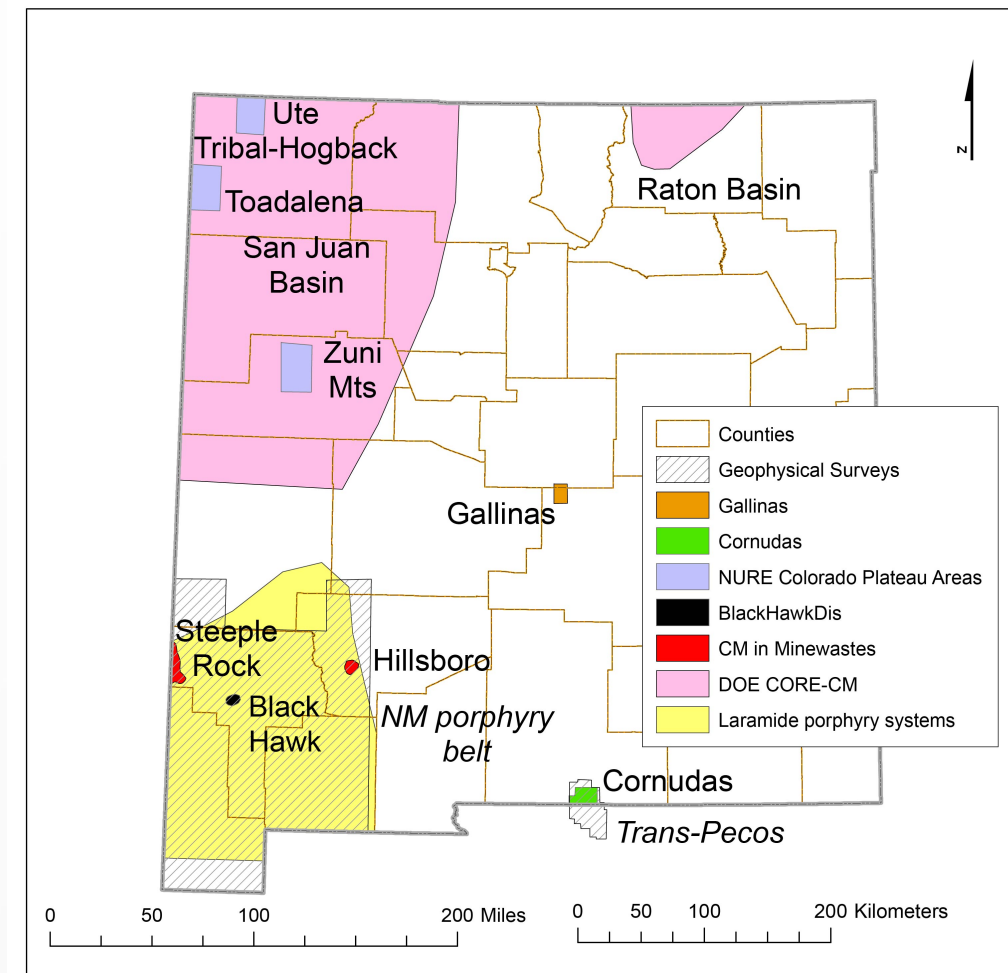 Ute
Tribal-Hogback
Toadalena
San Juan
Basin
Zuni
Mts
Raton Basin
N
Gallinas
Counties
Geophysical Surveys
Gallinas
Cornudas
NURE Colorado Plateau Areas
BlackHawkDis
CM in Minewastes
DOE CORE-CM
Laramide porphyry systems
Steeple
Rock
Hillsboro
Black
Hawk
NM porphyry
belt
Cornudas
Trans-Pecos
0 50 100 200 Miles
0 50 100 200 Kilometers